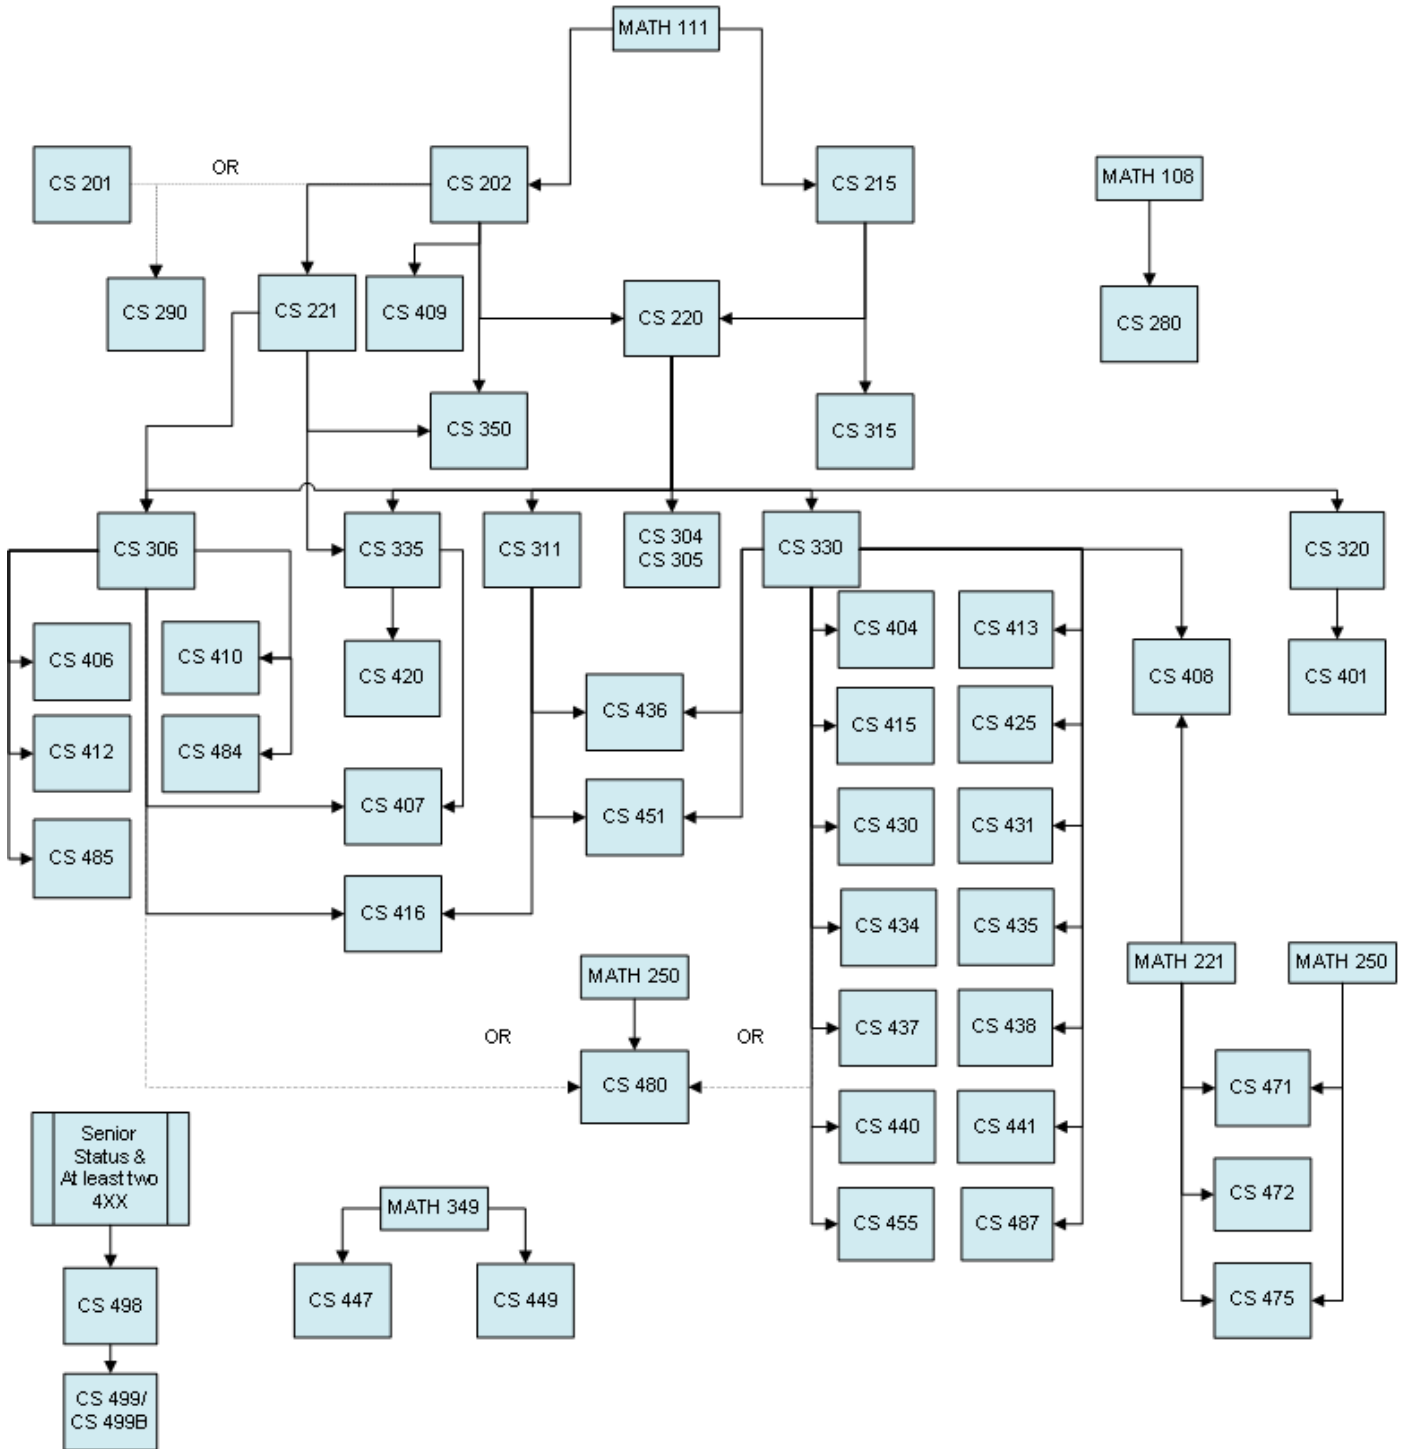 MATH 111
CS 201
OR
CS 202
CS 215
MATH 108
CS 290
CS 221
CS 409
CS 220
CS 280
CS 350
CS 315
CS 306
CS 335
CS 311
CS 304
CS 305
CS 330
CS 320
CS 406
CS 410
CS 420
CS 404
CS 413
CS 408
CS 401
CS 412
CS 484
CS 436
CS 415
CS 425
CS 485
CS 407
CS 451
CS 430
CS 431
CS 416
CS 434
CS 435
MATH 250
MATH 221
MATH 250
OR
OR
CS 437
CS 438
CS 480
CS 471
Senior
Status &
At least two
4XX
CS 440
CS 441
CS 472
MATH 349
CS 455
CS 487
CS 498
CS 447
CS 449
CS 475
CS 499/
CS 499B